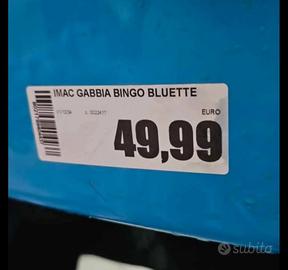 IMAC GABBIA BINGO BLUETTE
EURO
49,99
subito